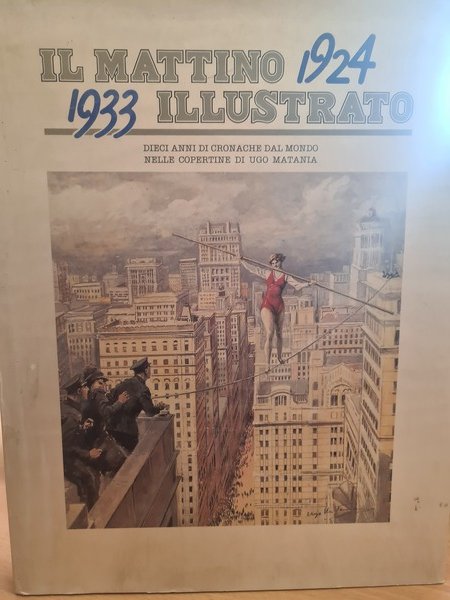 IL MATTINO 1924
1933 ILLUSTRATO
DIECI ANNI DI CRONACHE DAL MONDO
NELLE COPERTINE DI UGO MATANIA